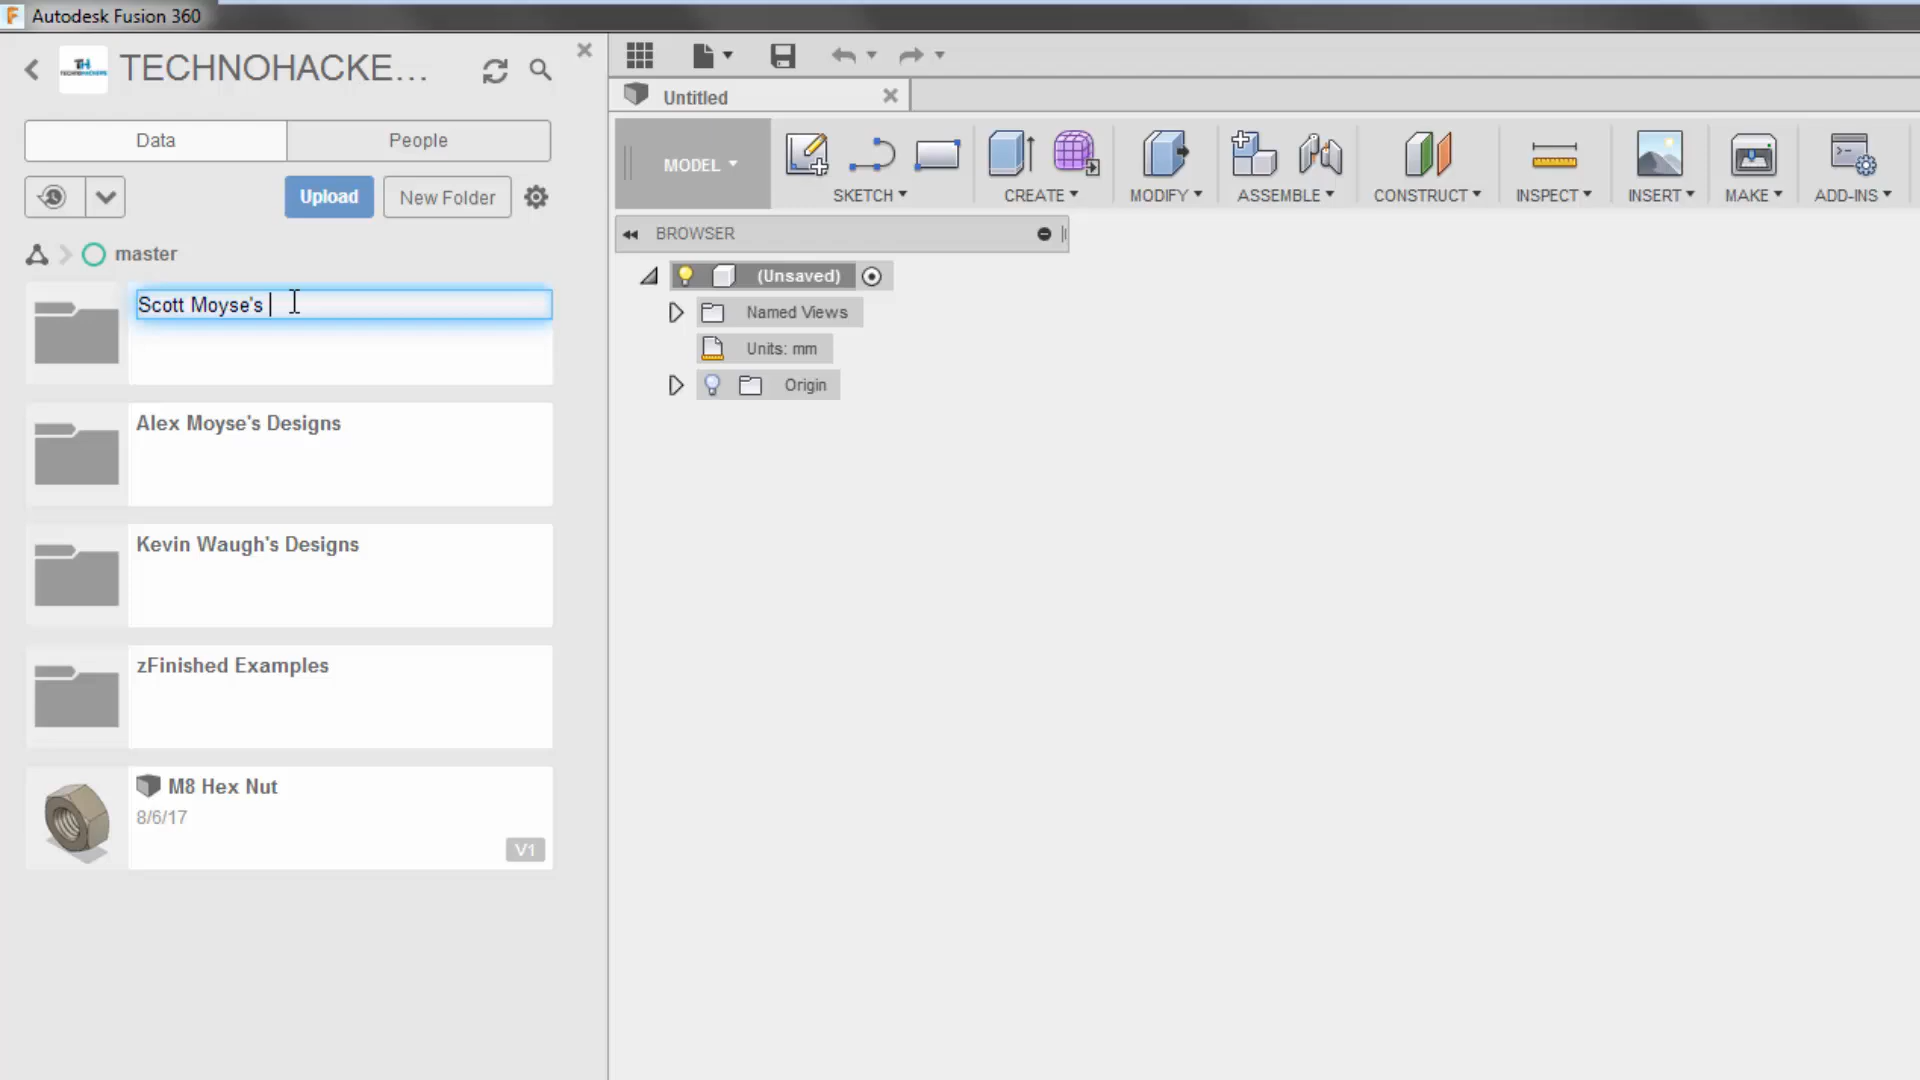 Autodesk Fusion 360
TECHNOHACKE...
Data
People
Upload
New Folder
master
Scott Moyse's
Alex Moyse's Designs
Kevin Waugh's Designs
zFinished Examples
M8 Hex Nut
8/6/17
V1
Untitled
MODEL
SKETCH
CREATE
MODIFY
ASSEMBLE
CONSTRUCT
INSPECT
INSERT
MAKE
ADD-INS
BROWSER
(Unsaved)
Named Views
Units: mm
Origin